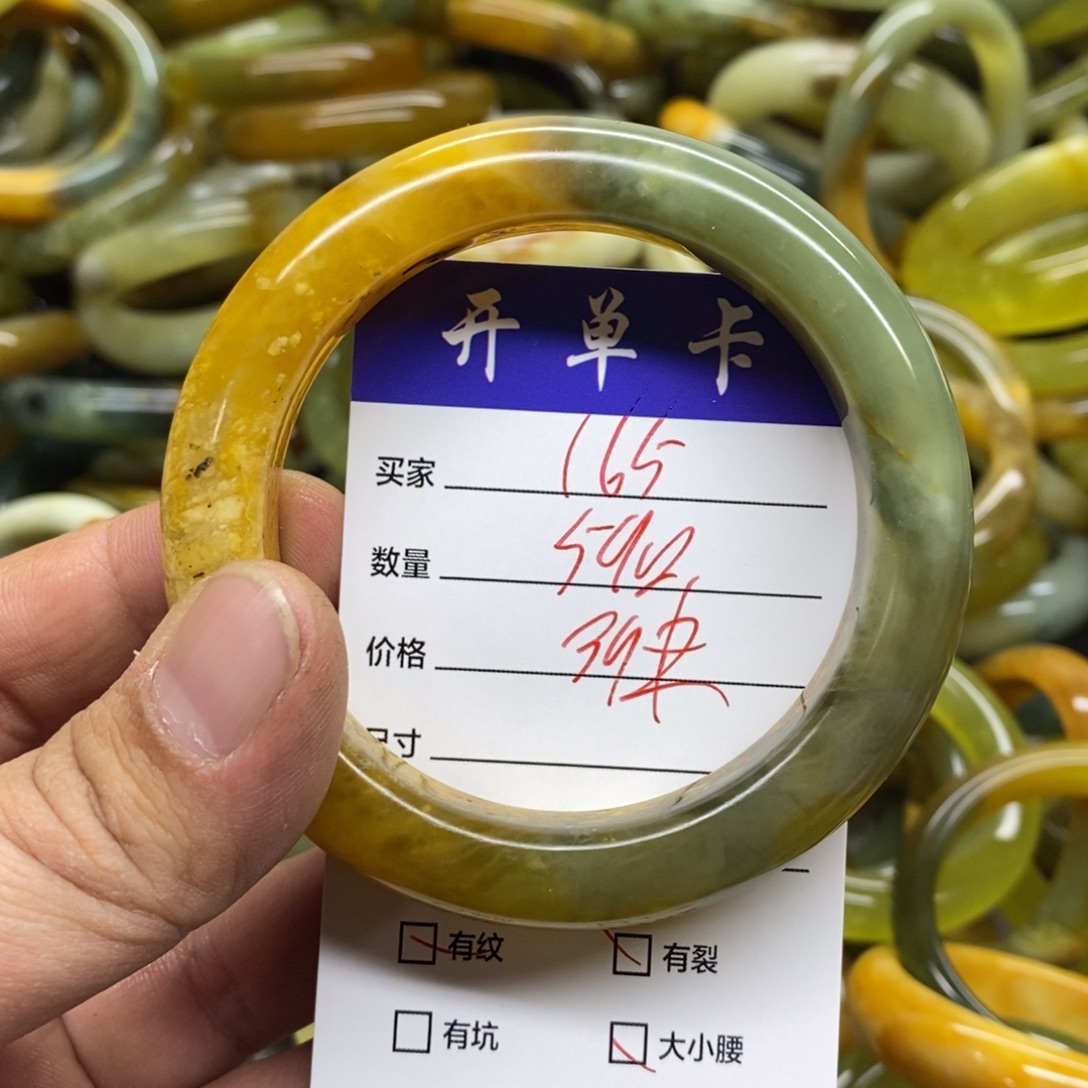 开单卡
买家 165
数量
价格 39
尺寸
有纹 有裂
有坑 大小腰